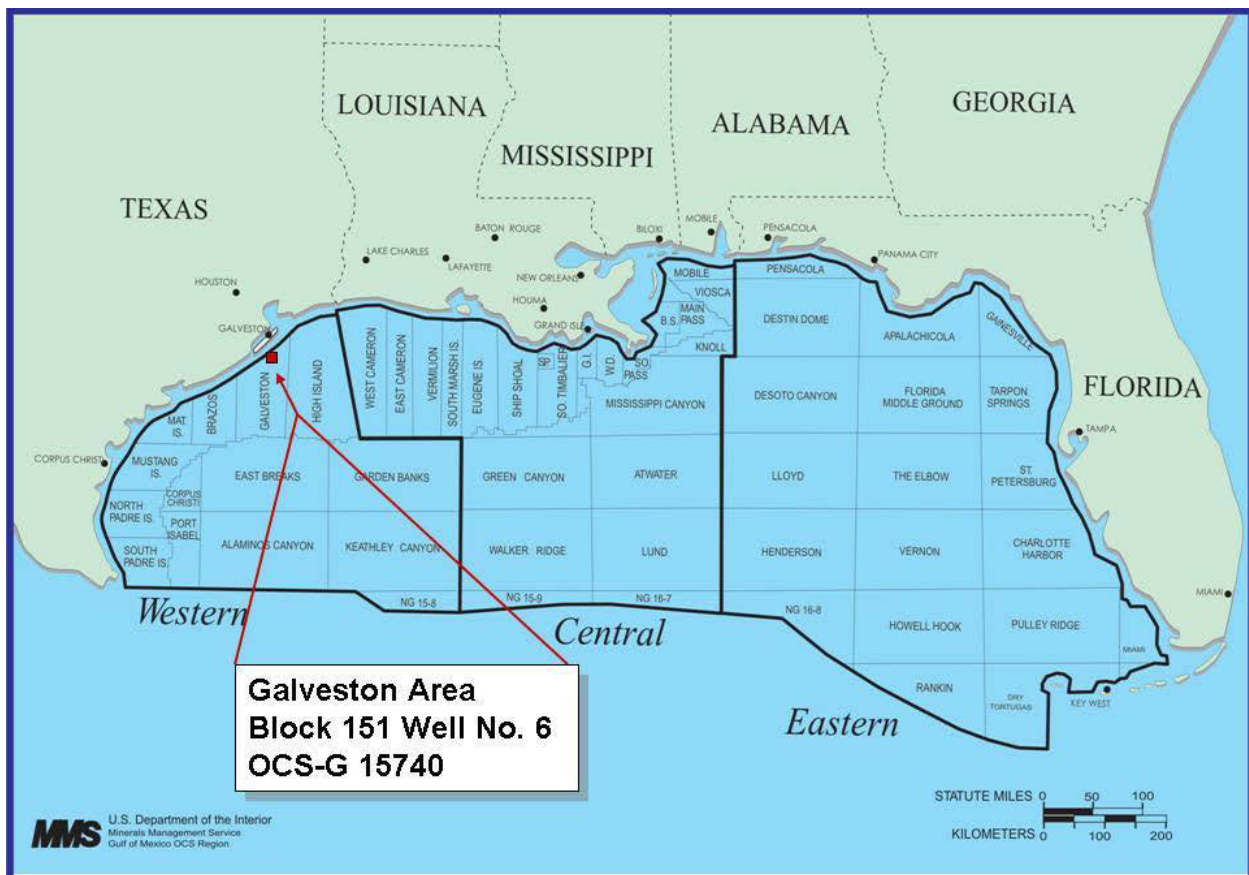 GEORGIA
LOUISIANA
ALABAMA
MISSISSIPPI
TEXAS
FLORIDA
HOUSTON
GALVESTON
CORPUS CHRISTI
LAKE CHARLES
LAFAYETTE
BATON ROUGE
NEW ORLEANS
HOUMA
GRAND ISLE
BILOXI
MOBILE
PENSACOLA
PANAMA CITY
TAMPA
MIAMI
KEY WEST
MOBILE
VIOSCA
B.S.
MAIN
PASS
KNOLL
PENSACOLA
DESTIN DOME
APALACHICOLA
GAINESVILLE
MAT.
IS.
BRAZOS
GALVESTON
HIGH ISLAND
WEST CAMERON
EAST CAMERON
VERMILION
SOUTH MARSH IS.
EUGENE IS.
SHIP SHOAL
SO. TIMBALIER
G.I.
W.D.
SO.
PASS
MISSISSIPPI CANYON
DESOTO CANYON
FLORIDA
MIDDLE GROUND
TARPON
SPRINGS
MUSTANG
IS.
CORPUS
CHRISTI
EAST BREAKS
GARDEN BANKS
GREEN CANYON
ATWATER
LLOYD
THE ELBOW
ST.
PETERSBURG
NORTH
PADRE IS.
PORT
ISABEL
SOUTH
PADRE IS.
ALAMINOS CANYON
KEATHLEY CANYON
WALKER RIDGE
LUND
HENDERSON
VERNON
CHARLOTTE
HARBOR
NG 15-8
NG 15-9
NG 16-7
NG 16-8
HOWELL HOOK
PULLEY RIDGE
MIAMI
RANKIN
DRY
TORTUGAS
Western
Central
Eastern
Galveston Area
Block 151 Well No. 6
OCS-G 15740
STATUTE MILES 0 50 100
KILOMETERS 0 100 200
MMS
U.S. Department of the Interior
Minerals Management Service
Gulf of Mexico OCS Region